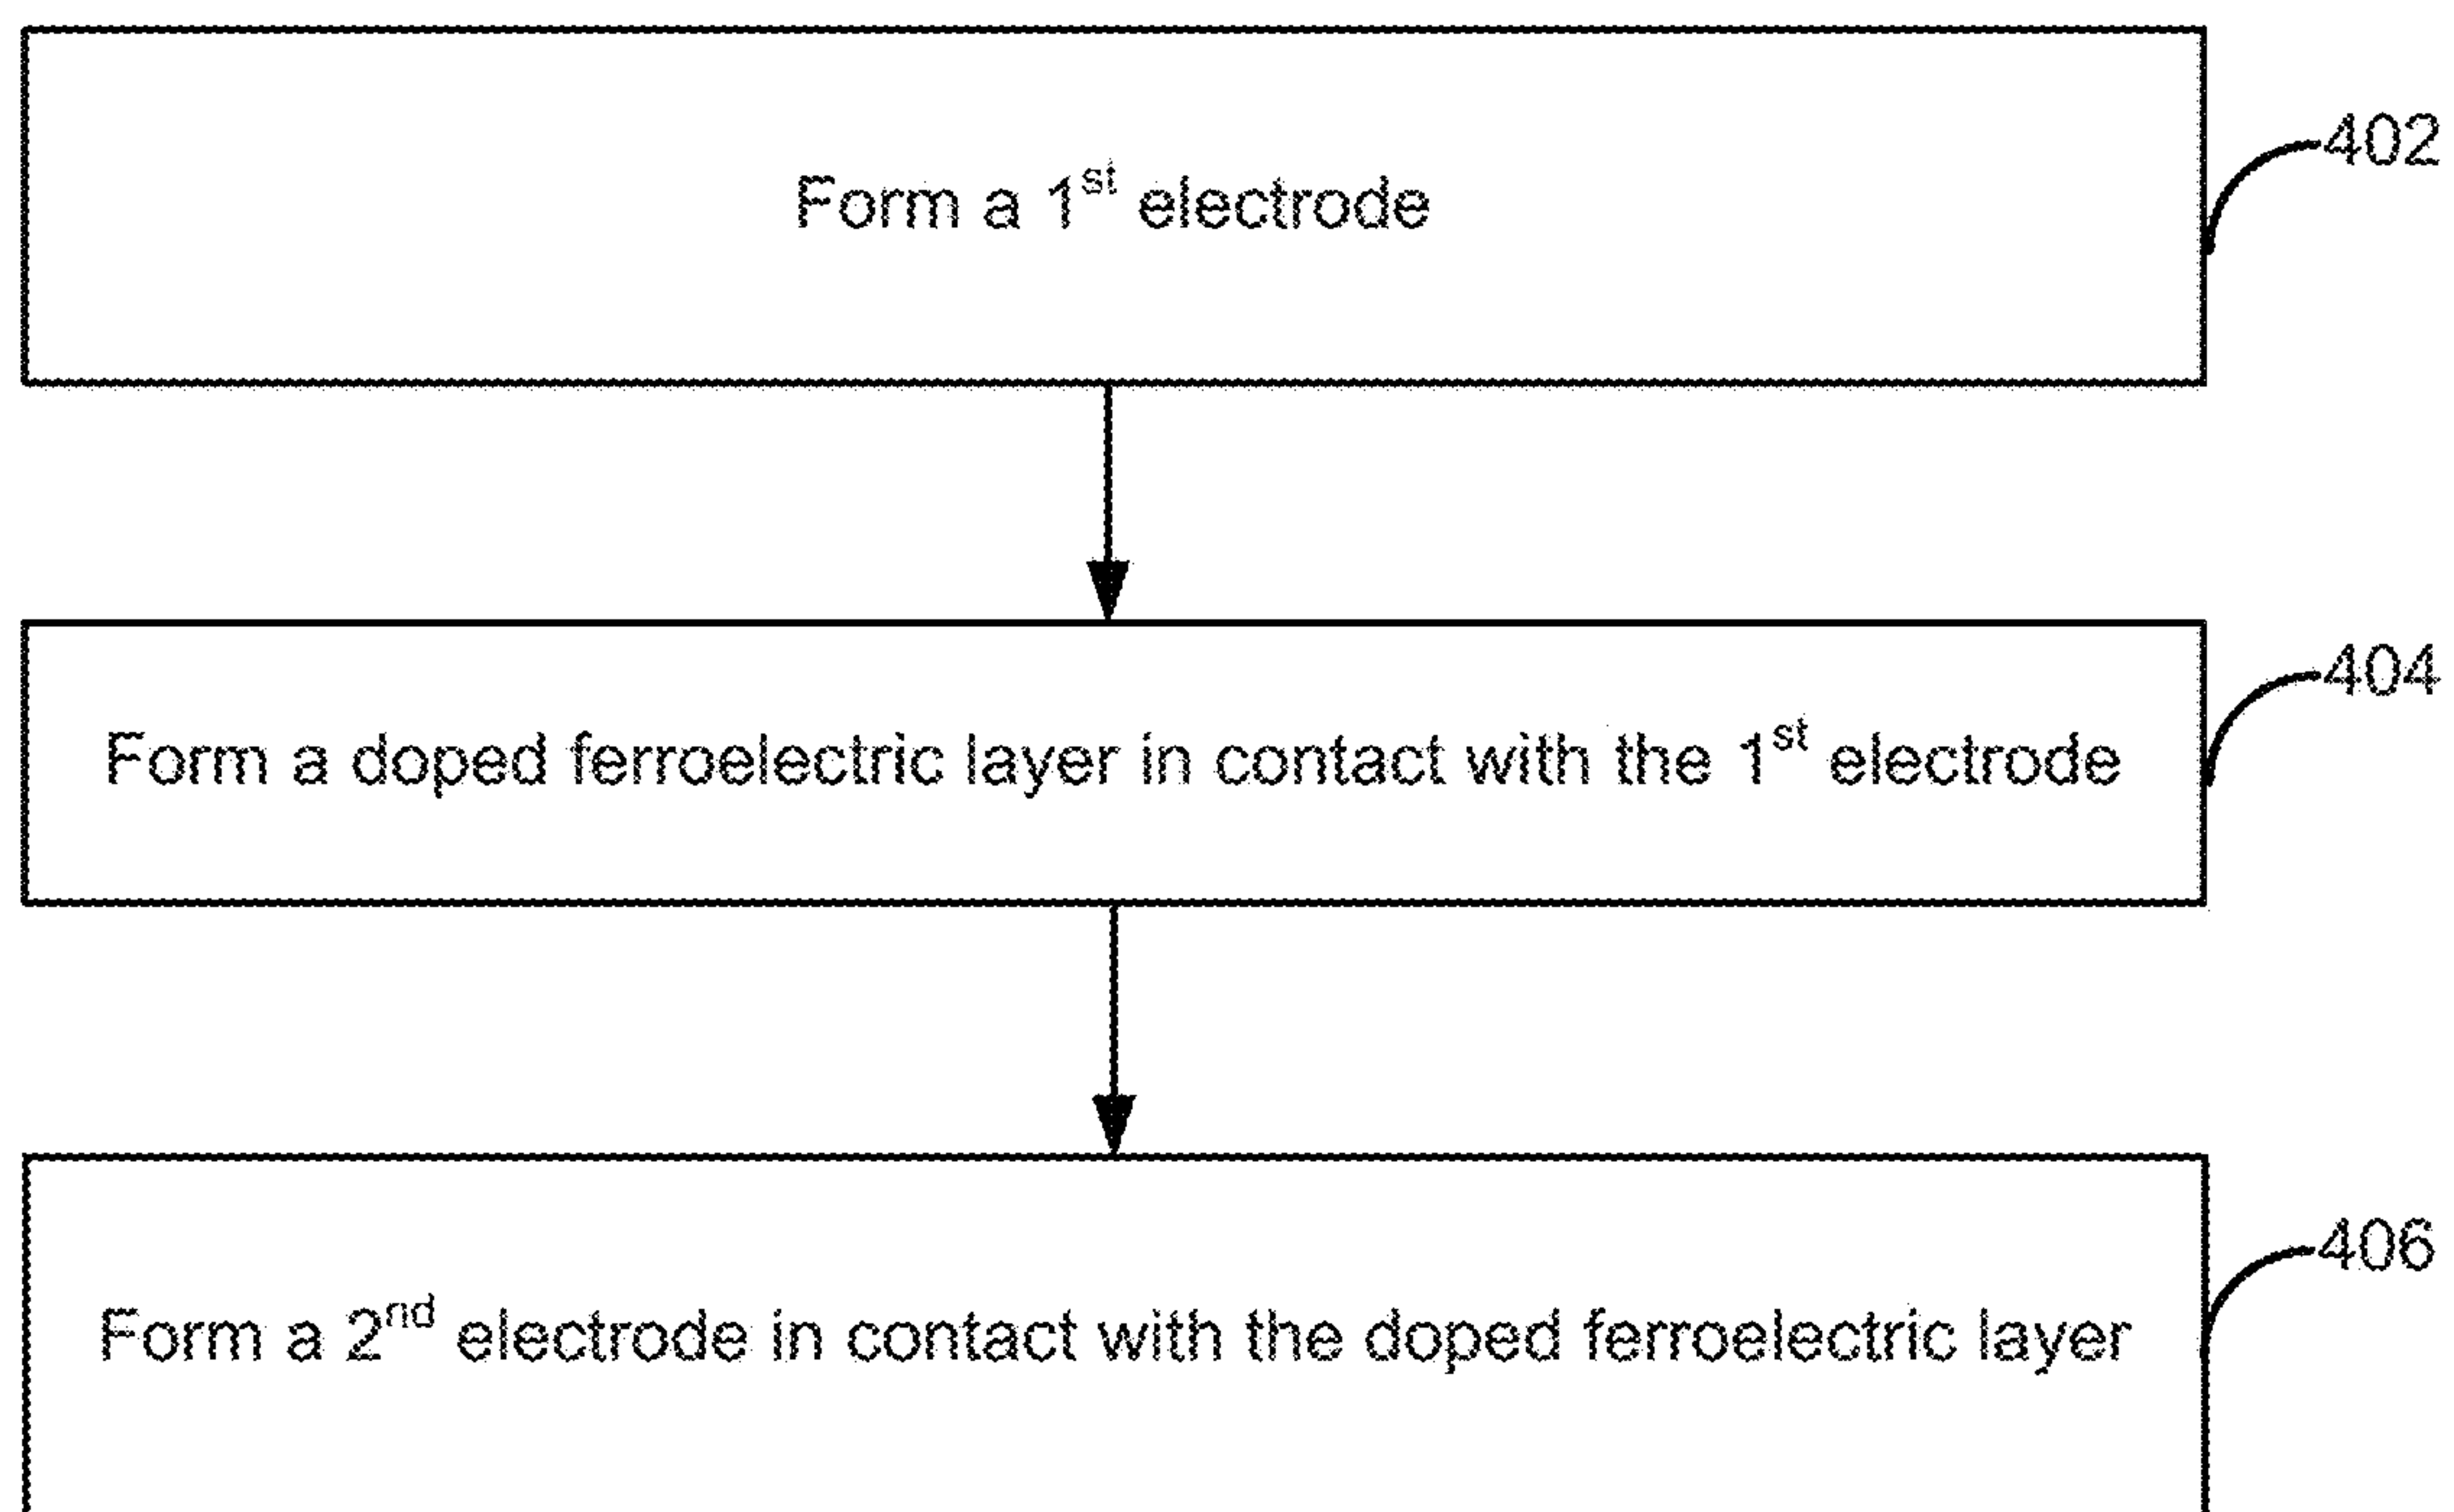 Form a 1st electrode
402
Form a doped ferroelectric layer in contact with the 1st electrode
404
Form a 2nd electrode in contact with the doped ferroelectric layer
406